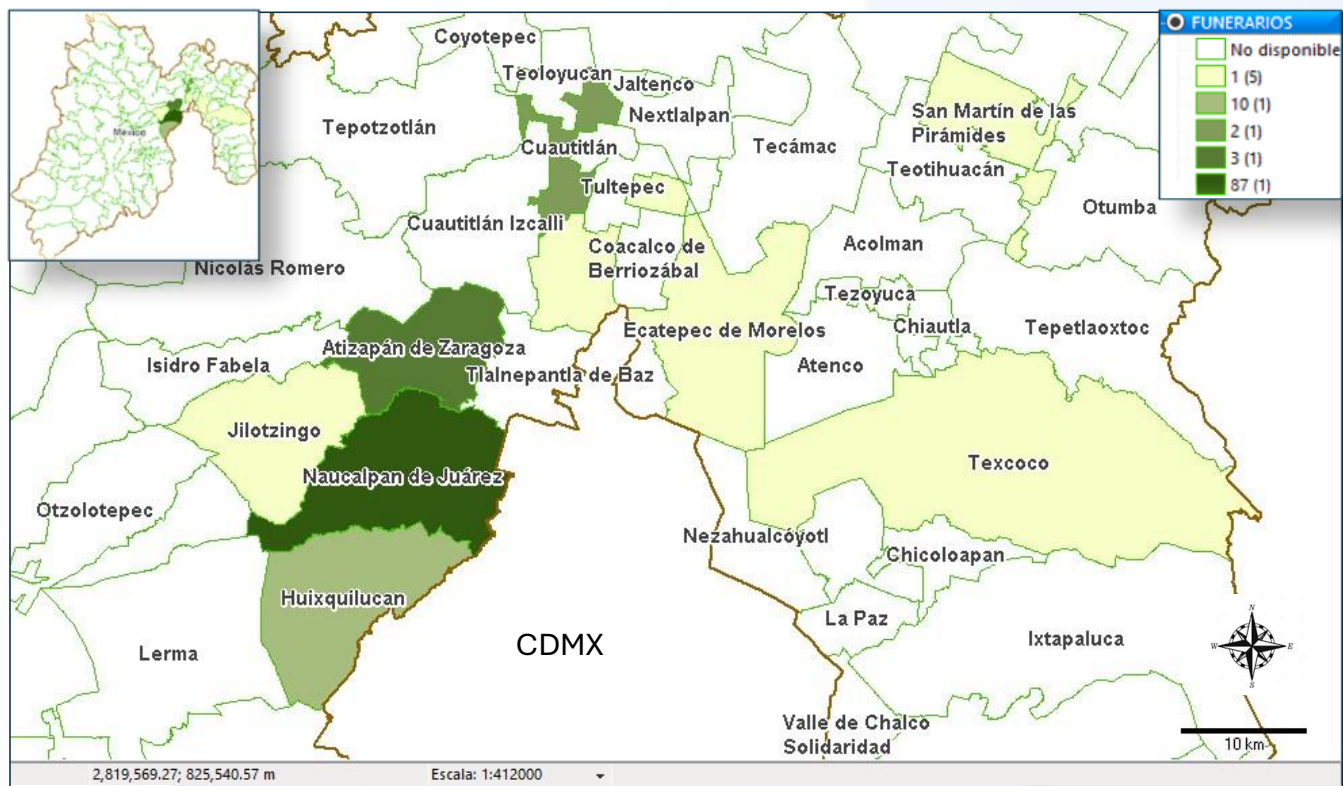 FUNERARIOS
No disponible
1 (5)
10 (1)
2 (1)
3 (1)
87 (1)
México
Coyotepec
Teoloyucan
Jaltenco
Nextlalpan
Tepotzotlán
Cuautitlán
Tecámac
San Martín de las
Pirámides
Teotihuacán
Tultepec
Otumba
Cuautitlán Izcalli
Coacalco de
Berriozábal
Acolman
Nicolás Romero
Tezoyuca
Chiautla
Tepetlaoxtoc
Ecatepec de Morelos
Atizapán de Zaragoza
Isidro Fabela
Tlalnepantla de Baz
Atenco
Jilotzingo
Naucalpan de Juárez
Texcoco
Otzolotepec
Nezahualcóyotl
Chicoloapan
Huixquilucan
La Paz
Ixtapaluca
Lerma
CDMX
N
W
E
S
Valle de Chalco
Solidaridad
10 km
2,819,569.27; 825,540.57 m
Escala: 1:412000